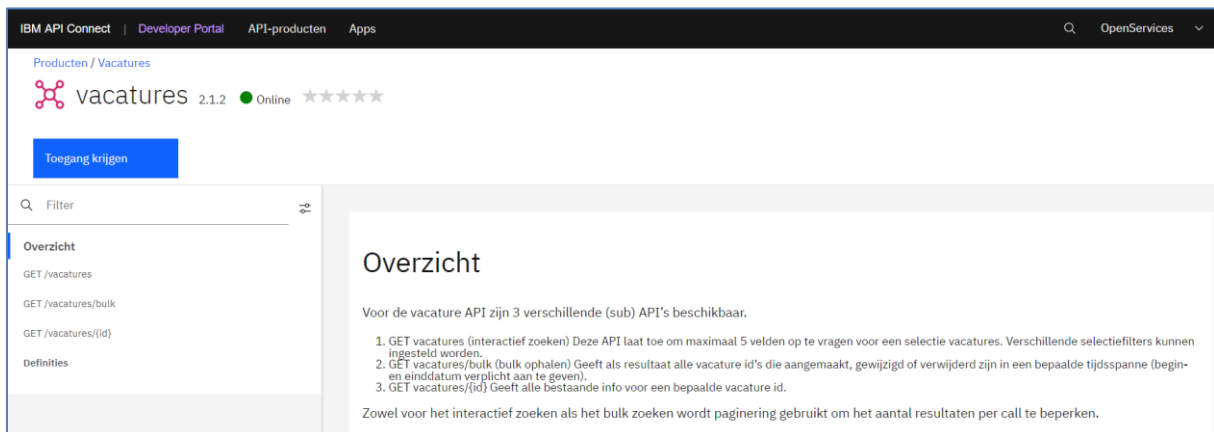 IBM API Connect | Developer Portal API-producten Apps OpenServices
Producten / Vacatures
vacatures 2.1.2 Online
Toegang krijgen
Filter
Overzicht
GET /vacatures
GET /vacatures/bulk
GET /vacatures/{id}
Definities
Overzicht
Voor de vacature API zijn 3 verschillende (sub) API's beschikbaar.
1. GET vacatures (interactief zoeken) Deze API laat toe om maximaal 5 velden op te vragen voor een selectie vacatures. Verschillende selectiefilters kunnen
ingesteld worden.
2. GET vacatures/bulk (bulk ophalen) Geeft als resultaat alle vacature id's die aangemaakt, gewijzigd of verwijderd zijn in een bepaalde tijdsspanne (begin-
en einddatum verplicht aan te geven).
3. GET vacatures/{id} Geeft alle bestaande info voor een bepaalde vacature id.
Zowel voor het interactief zoeken als het bulk zoeken wordt paginering gebruikt om het aantal resultaten per call te beperken.